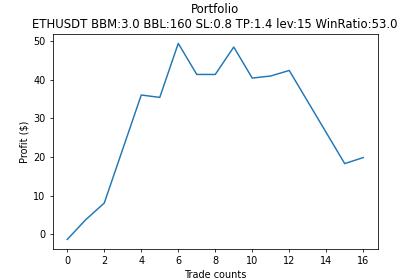 Portfolio
ETHUSDT BBM:3.0 BBL:160 SL:0.8 TP:1.4 lev:15 WinRatio:53.0
50
40
30
20
10
0
Profit ($)
0 2 4 6 8 10 12 14 16
Trade counts